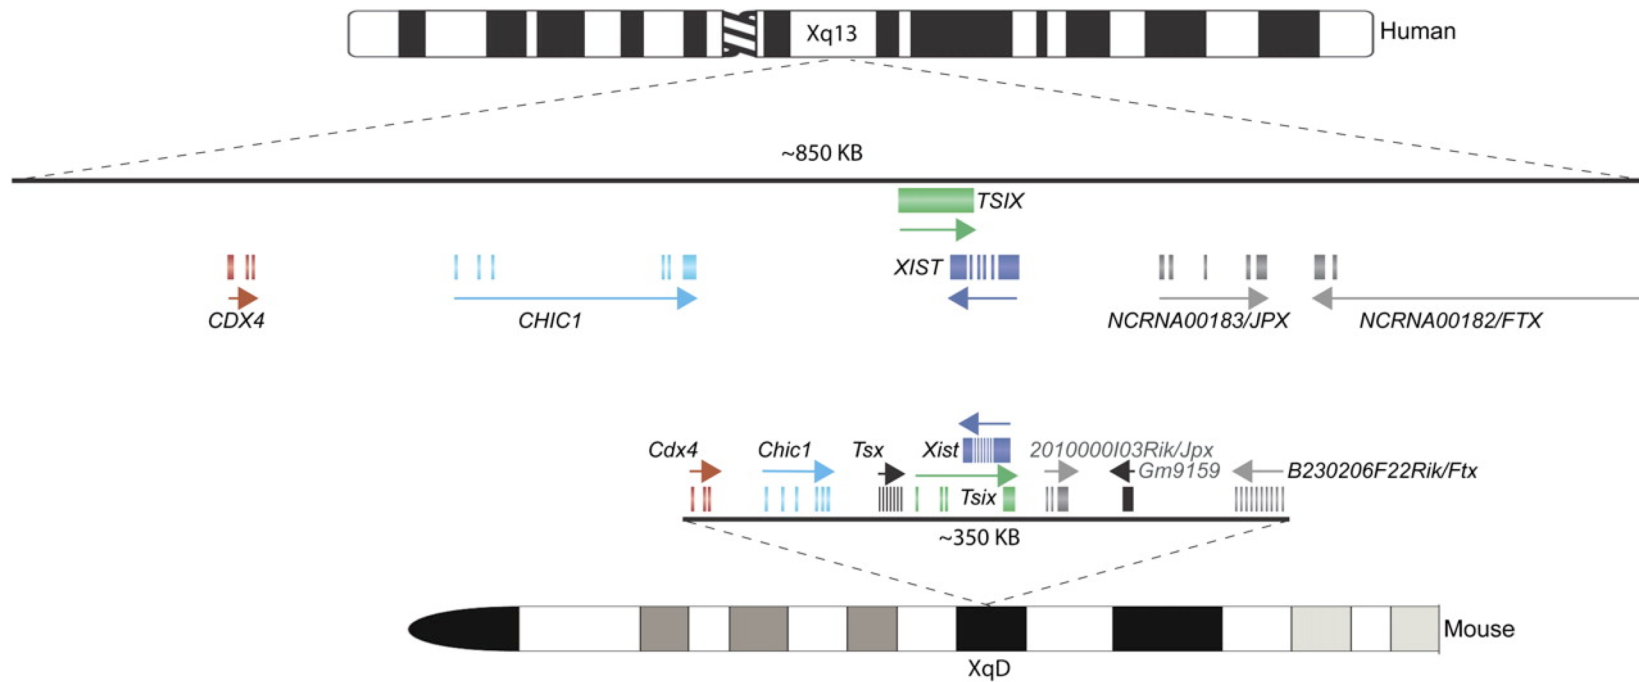 Xq13
Human
~850 KB
TSIX
XIST
CDX4
CHIC1
NCRNA00183/JPX
NCRNA00182/FTX
Cdx4
Chic1
Tsx
Xist
2010000I03Rik/Jpx
Gm9159
B230206F22Rik/Ftx
Tsix
~350 KB
Mouse
XqD